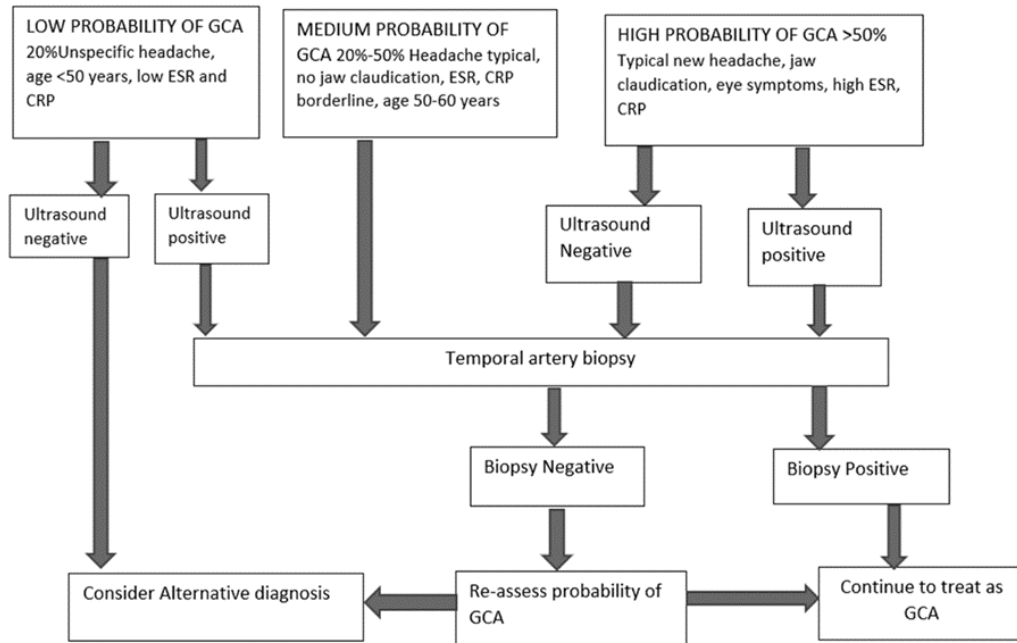 LOW PROBABILITY OF GCA
20%Unspecific headache,
age <50 years, low ESR and
CRP
MEDIUM PROBABILITY OF
GCA 20%-50% Headache typical,
no jaw claudication, ESR, CRP
borderline, age 50-60 years
HIGH PROBABILITY OF GCA >50%
Typical new headache, jaw
claudication, eye symptoms, high ESR,
CRP
Ultrasound
negative
Ultrasound
positive
Ultrasound
Negative
Ultrasound
positive
Temporal artery biopsy
Biopsy Negative
Biopsy Positive
Consider Alternative diagnosis
Re-assess probability of
GCA
Continue to treat as
GCA